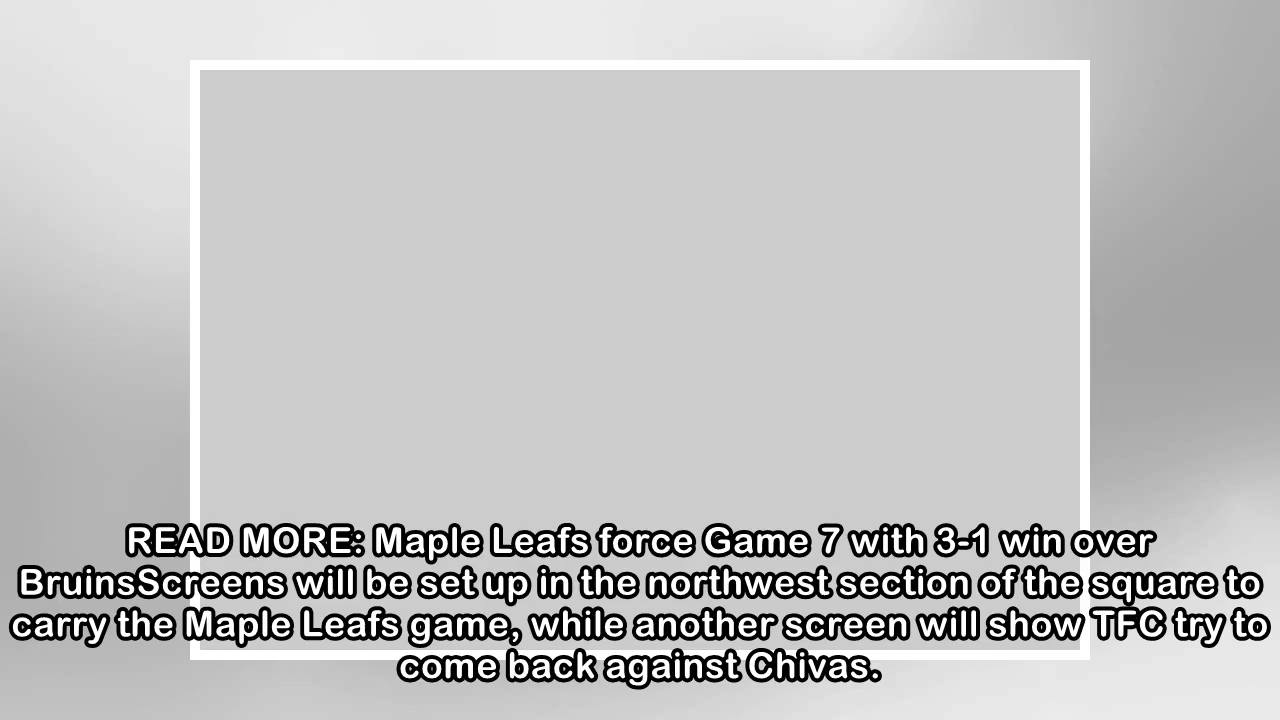 READ MORE: Maple Leafs force Game 7 with 3-1 win over
BruinsScreens will be set up in the northwest section of the square to
carry the Maple Leafs game, while another screen will show TFC try to
come back against Chivas.